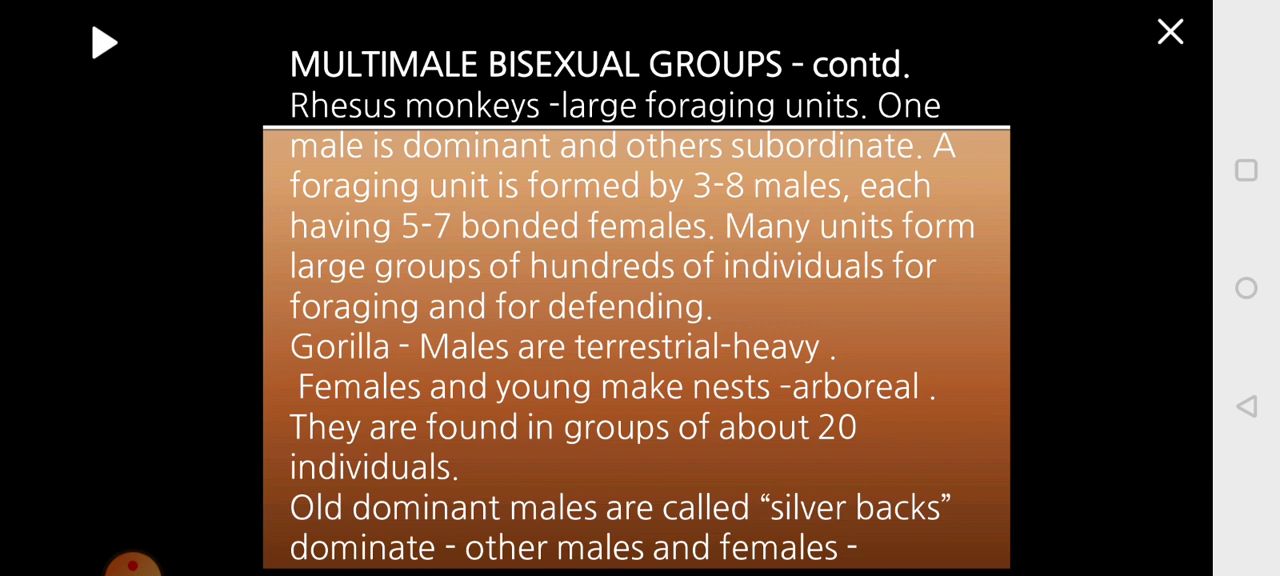 MULTIMALE BISEXUAL GROUPS - contd.
Rhesus monkeys -large foraging units. One
male is dominant and others subordinate. A
foraging unit is formed by 3-8 males, each
having 5-7 bonded females. Many units form
large groups of hundreds of individuals for
foraging and for defending.
Gorilla - Males are terrestrial-heavy .
Females and young make nests -arboreal .
They are found in groups of about 20
individuals.
Old dominant males are called “silver backs”
dominate - other males and females -